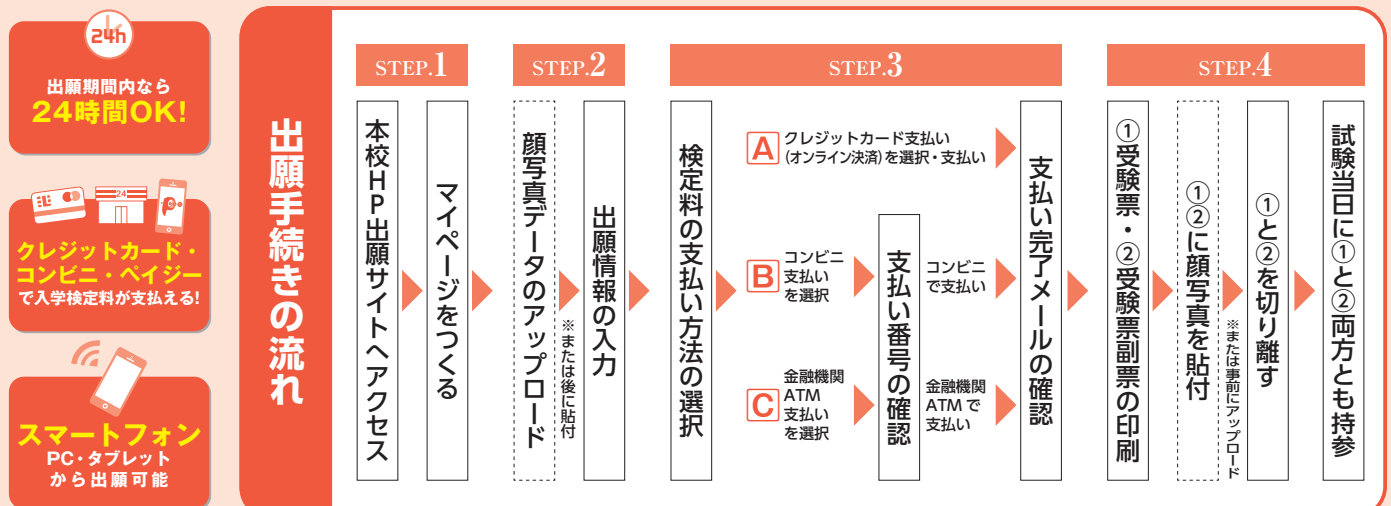 24h
出願期間内なら
24時間OK!
24
クレジットカード・
コンビニ・ペイジー
で入学検定料が支払える!
スマートフォン
PC・タブレット
から出願可能
出願手続きの流れ
STEP.1
本校HP出願サイトへアクセス
マイページをつくる
STEP.2
顔写真データのアップロード
※または後に貼付
出願情報の入力
STEP.3
検定料の支払い方法の選択
A
クレジットカード支払い
(オンライン決済)を選択・支払い
B
コンビニ
支払い
を選択
C
金融機関
ATM
支払い
を選択
支払い番号の確認
コンビニ
で支払い
金融機関
ATMで
支払い
支払い完了メールの確認
STEP.4
①受験票・②受験票副票の印刷
①②に顔写真を貼付
※または事前にアップロード
①と②を切り離す
試験当日に①と②両方とも持参